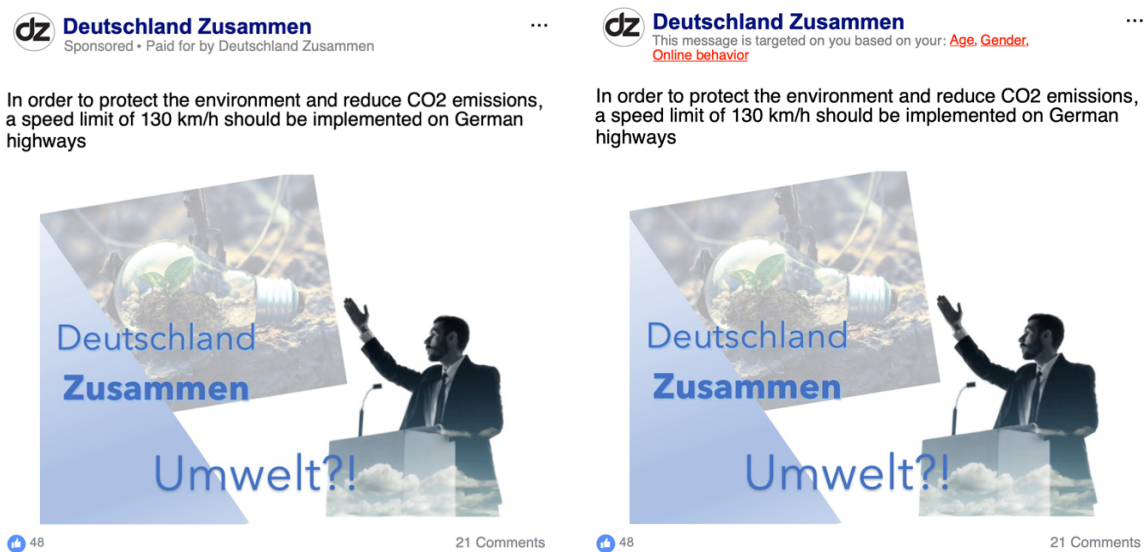 dz Deutschland Zusammen ...
Sponsored • Paid for by Deutschland Zusammen
In order to protect the environment and reduce CO2 emissions,
a speed limit of 130 km/h should be implemented on German
highways
Deutschland
Zusammen
Umwelt?!
48 21 Comments
dz Deutschland Zusammen ...
This message is targeted on you based on your: Age, Gender,
Online behavior
In order to protect the environment and reduce CO2 emissions,
a speed limit of 130 km/h should be implemented on German
highways
Deutschland
Zusammen
Umwelt?!
48 21 Comments